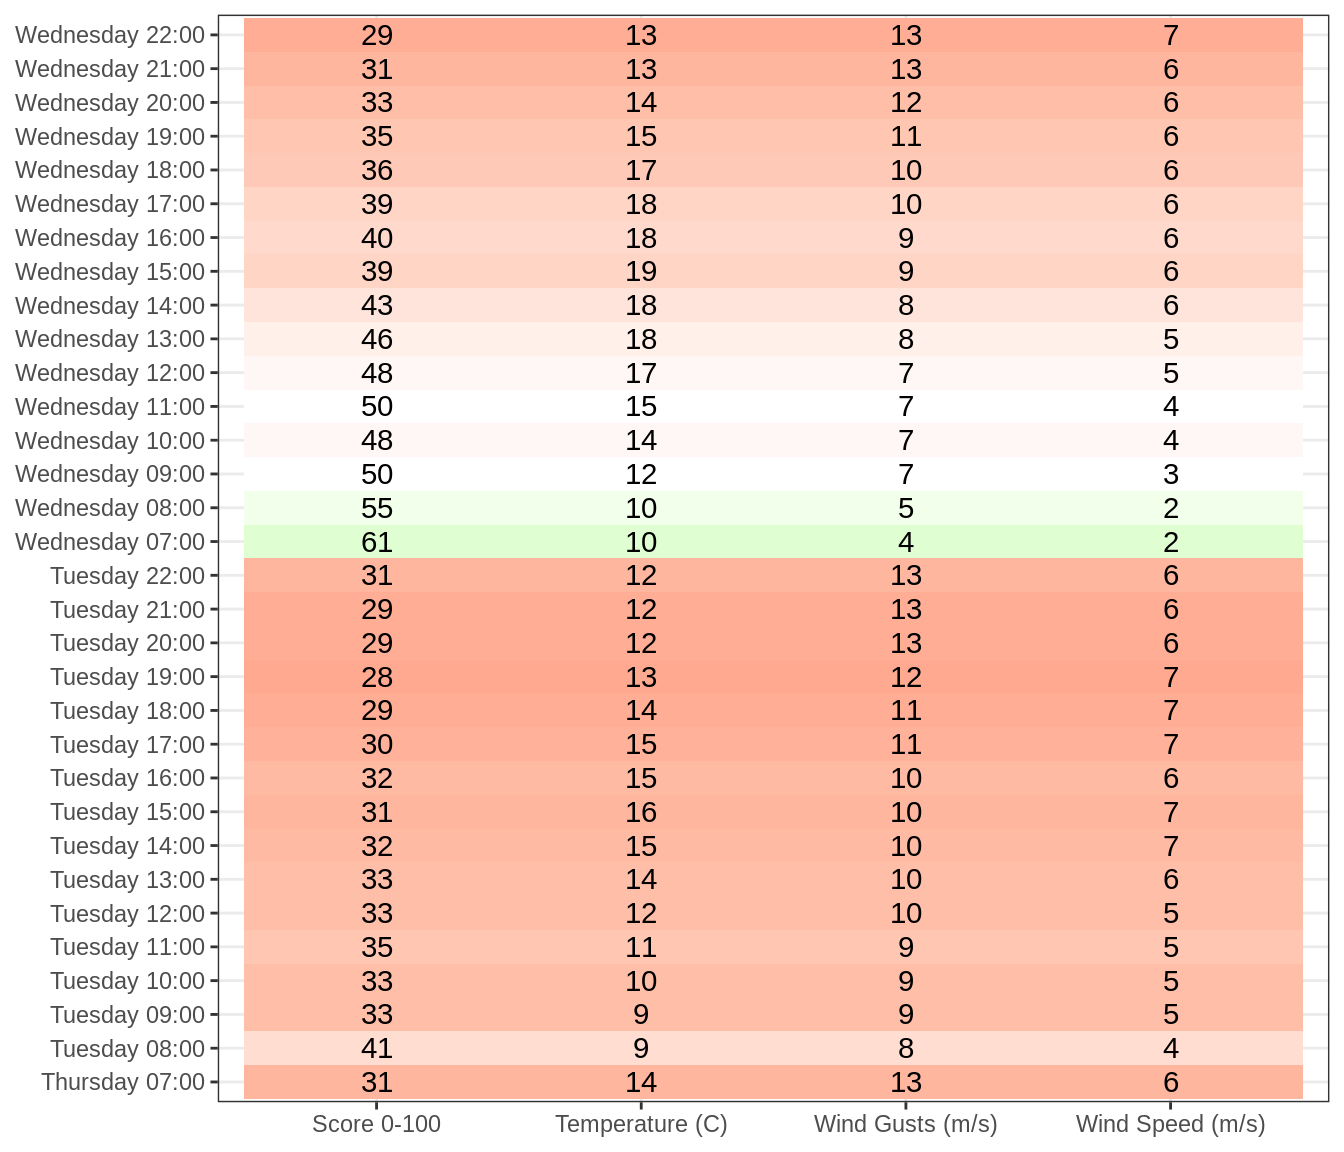 Wednesday 22:00 29 13 13 7
Wednesday 21:00 31 13 13 6
Wednesday 20:00 33 14 12 6
Wednesday 19:00 35 15 11 6
Wednesday 18:00 36 17 10 6
Wednesday 17:00 39 18 10 6
Wednesday 16:00 40 18 9 6
Wednesday 15:00 39 19 9 6
Wednesday 14:00 43 18 8 6
Wednesday 13:00 46 18 8 5
Wednesday 12:00 48 17 7 5
Wednesday 11:00 50 15 7 4
Wednesday 10:00 48 14 7 4
Wednesday 09:00 50 12 7 3
Wednesday 08:00 55 10 5 2
Wednesday 07:00 61 10 4 2
Tuesday 22:00 31 12 13 6
Tuesday 21:00 29 12 13 6
Tuesday 20:00 29 12 13 6
Tuesday 19:00 28 13 12 7
Tuesday 18:00 29 14 11 7
Tuesday 17:00 30 15 11 7
Tuesday 16:00 32 15 10 6
Tuesday 15:00 31 16 10 7
Tuesday 14:00 32 15 10 7
Tuesday 13:00 33 14 10 6
Tuesday 12:00 33 12 10 5
Tuesday 11:00 35 11 9 5
Tuesday 10:00 33 10 9 5
Tuesday 09:00 33 9 9 5
Tuesday 08:00 41 9 8 4
Thursday 07:00 31 14 13 6
Score 0-100 Temperature (C) Wind Gusts (m/s) Wind Speed (m/s)